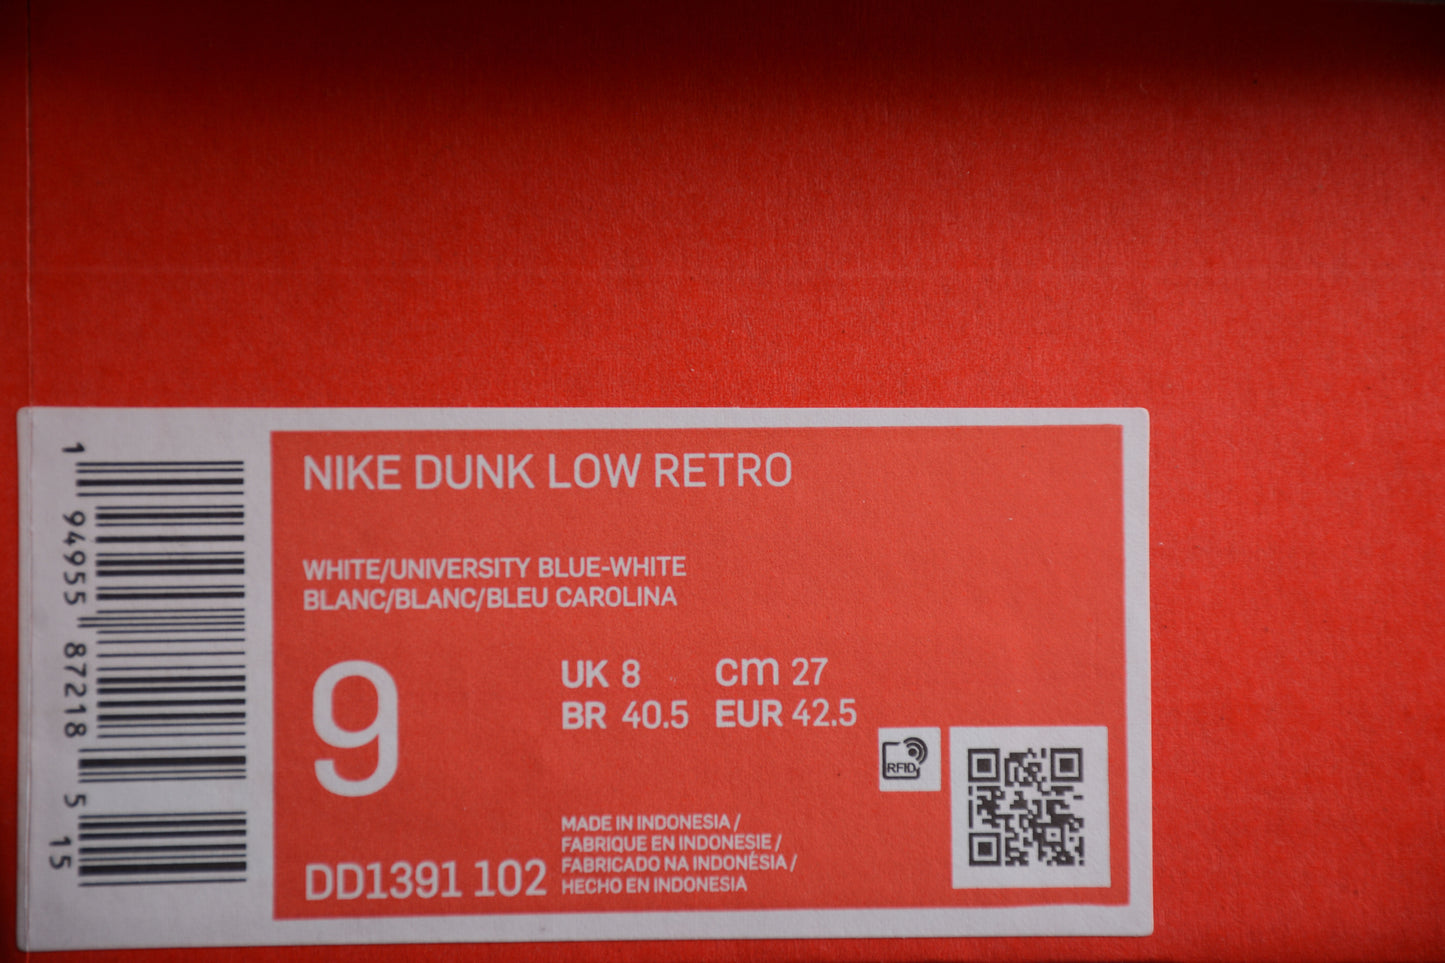 NIKE DUNK LOW RETRO
WHITE/UNIVERSITY BLUE-WHITE
BLANC/BLANC/BLEU CAROLINA
9
UK 8 cm 27
BR 40.5 EUR 42.5
RFID
MADE IN INDONESIA /
FABRIQUE EN INDONESIE /
FABRICADO NA INDONÉSIA /
HECHO EN INDONESIA
DD1391 102
1 94955 87218 5 15